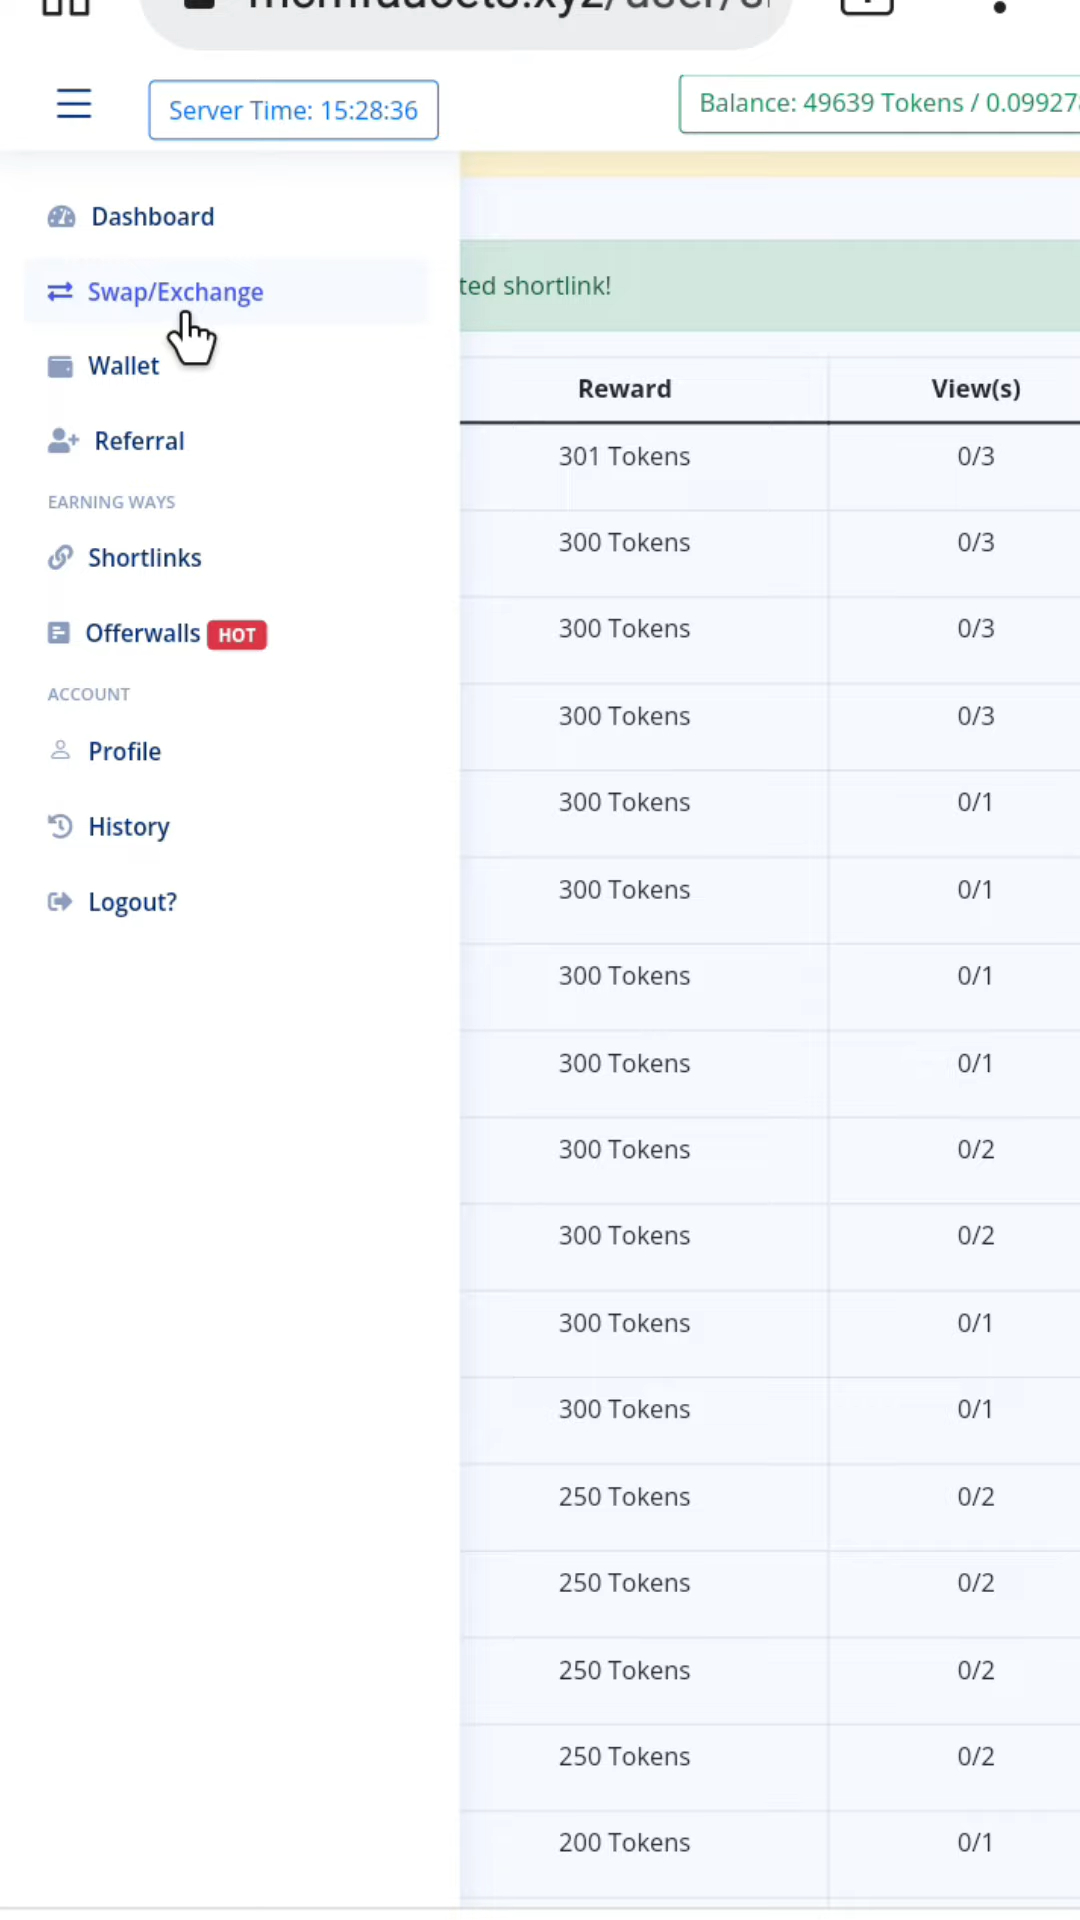 Server Time: 15:28:36
Balance: 49639 Tokens / 0.09927
Dashboard
Swap/Exchange
ted shortlink!
Wallet
Reward View(s)
Referral
301 Tokens 0/3
EARNING WAYS
300 Tokens 0/3
Shortlinks
Offerwalls HOT
300 Tokens 0/3
ACCOUNT
300 Tokens 0/3
Profile
300 Tokens 0/1
History
300 Tokens 0/1
Logout?
300 Tokens 0/1
300 Tokens 0/1
300 Tokens 0/2
300 Tokens 0/2
300 Tokens 0/1
300 Tokens 0/1
250 Tokens 0/2
250 Tokens 0/2
250 Tokens 0/2
250 Tokens 0/2
200 Tokens 0/1